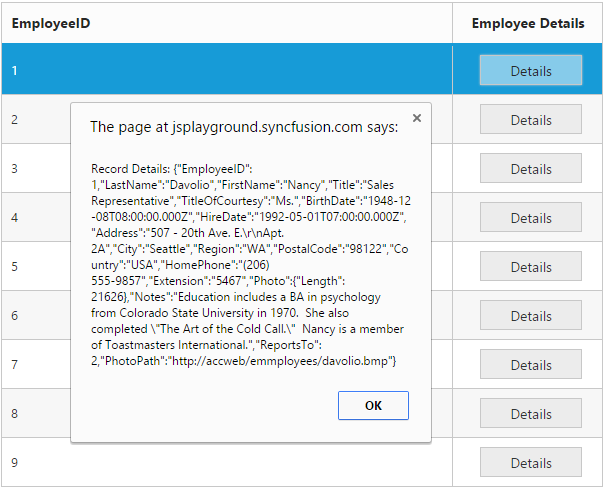 EmployeeID Employee Details
1 Details
2 Details
The page at jsplayground.syncfusion.com says: ×
3 Details
Record Details: {"EmployeeID":
1,"LastName":"Davolio","FirstName":"Nancy","Title":"Sales
Representative","TitleOfCourtesy":"Ms.","BirthDate":"1948-12
-08T08:00:00.000Z","HireDate":"1992-05-01T07:00:00.000Z",
"Address":"507 - 20th Ave. E.\r\nApt.
2A","City":"Seattle","Region":"WA","PostalCode":"98122","Co
untry":"USA","HomePhone":"(206)
555-9857","Extension":"5467","Photo":{"Length":
21626},"Notes":"Education includes a BA in psychology
from Colorado State University in 1970.  She also
completed \"The Art of the Cold Call.\"  Nancy is a member
of Toastmasters International.","ReportsTo":
2,"PhotoPath":"http://accweb/emmployees/davolio.bmp"}
OK
4 Details
5 Details
6 Details
7 Details
8 Details
9 Details